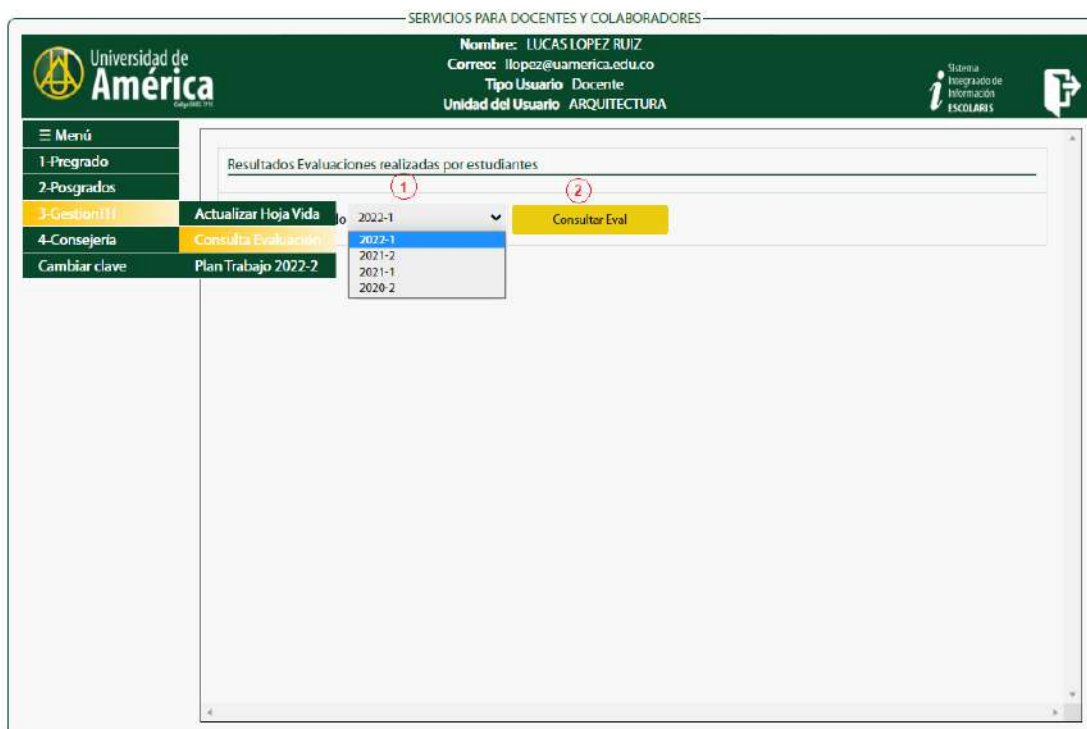 SERVICIOS PARA DOCENTES Y COLABORADORES
Universidad de
América
Nombre: LUCAS LOPEZ RUIZ
Correo: llopez@uamerica.edu.co
Tipo Usuario Docente
Unidad del Usuario ARQUITECTURA
Sistema
Integrado de
Información
ESCOLARIS
☰ Menú
1-Pregrado
2-Posgrados
3-GestionTH
4-Consejería
Cambiar clave
Actualizar Hoja Vida
Consulta Evaluación
Plan Trabajo 2022-2
Resultados Evaluaciones realizadas por estudiantes
1
2
lo 2022-1
Consultar Eval
2022-1
2021-2
2021-1
2020-2